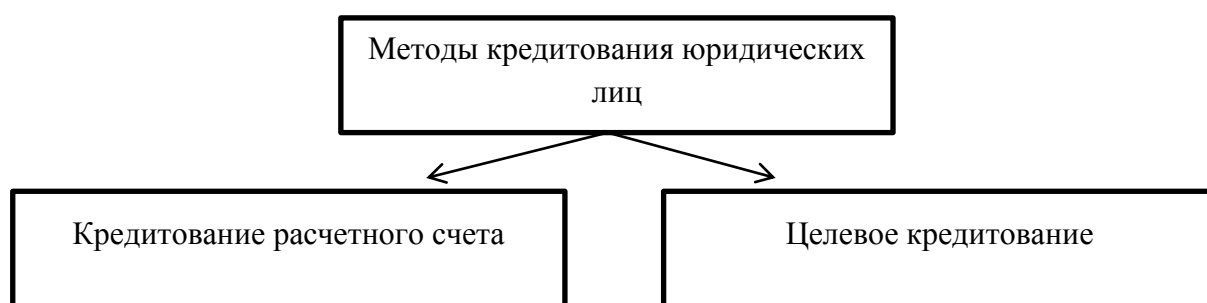 Методы кредитования юридических
лиц
Кредитование расчетного счета
Целевое кредитование